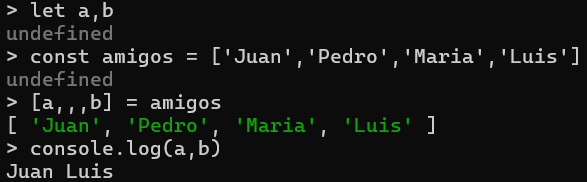 > let a,b
undefined
> const amigos = ['Juan','Pedro','Maria','Luis']
undefined
> [a,,,b] = amigos
[ 'Juan', 'Pedro', 'Maria', 'Luis' ]
> console.log(a,b)
Juan Luis